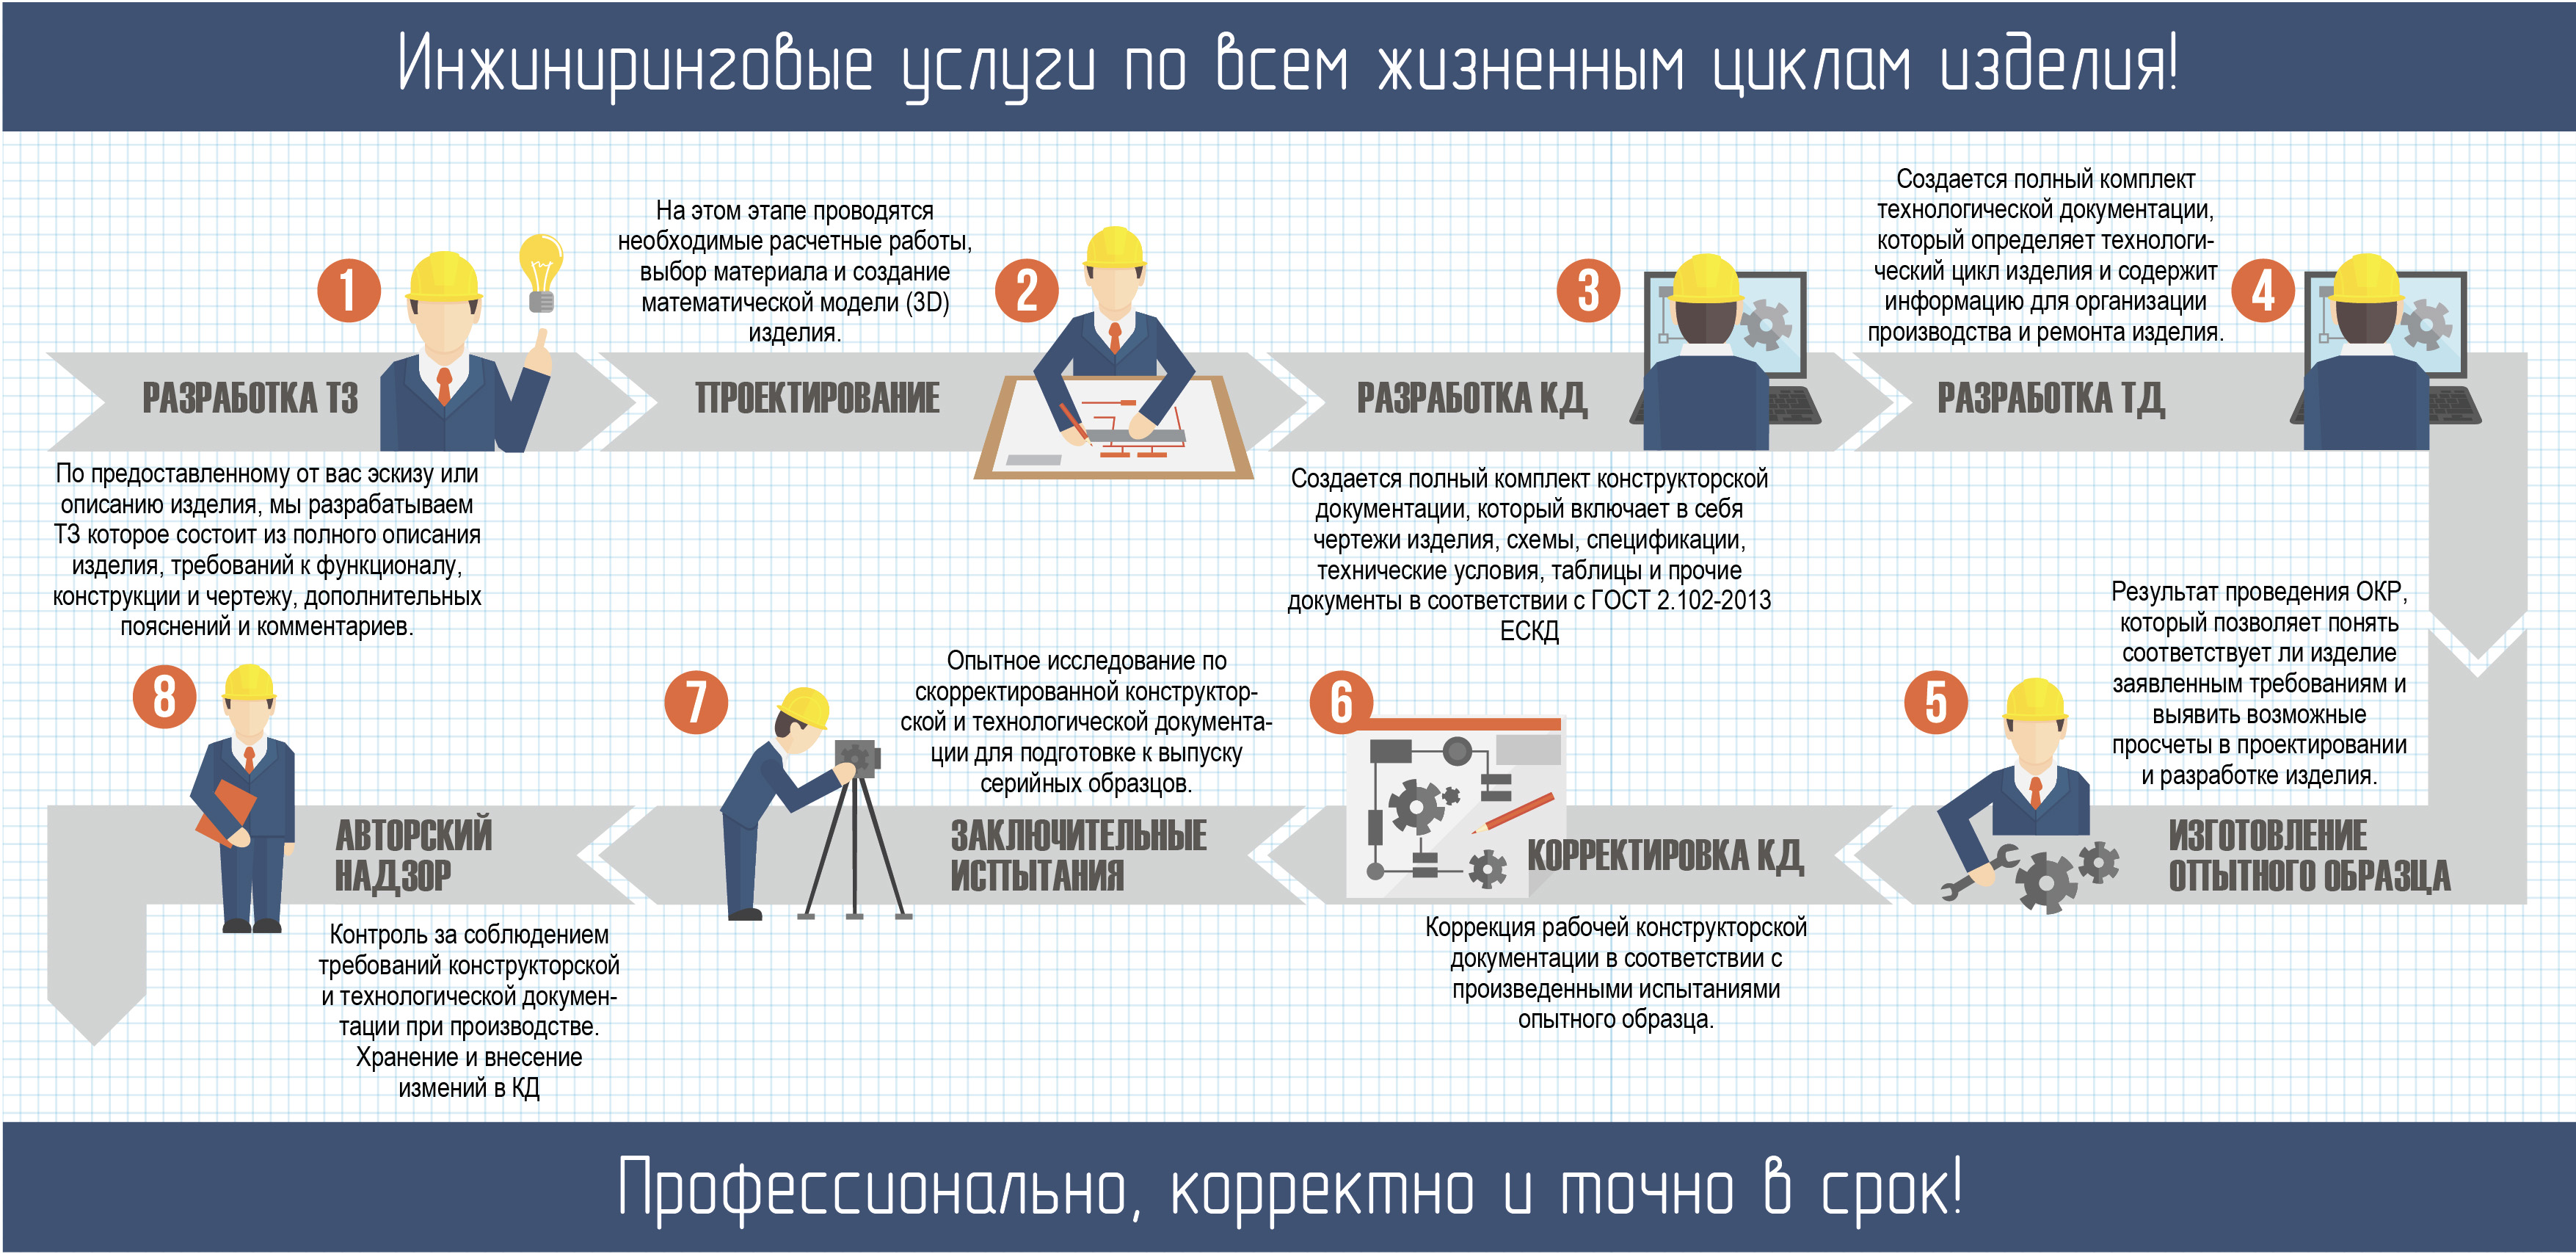 Инжиниринговые услуги по всем жизненным циклам изделия!
1
РАЗРАБОТКА ТЗ
По предоставленному от вас эскизу или
описанию изделия, мы разрабатываем
ТЗ которое состоит из полного описания
изделия, требований к функционалу,
конструкции и чертежу, дополнительных
пояснений и комментариев.
На этом этапе проводятся
необходимые расчетные работы,
выбор материала и создание
математической модели (3D)
изделия.
2
ПРОЕКТИРОВАНИЕ
3
РАЗРАБОТКА КД
Создается полный комплект конструкторской
документации, который включает в себя
чертежи изделия, схемы, спецификации,
технические условия, таблицы и прочие
документы в соответствии с ГОСТ 2.102-2013
ЕСКД
Создается полный комплект
технологической документации,
который определяет технологи-
ческий цикл изделия и содержит
информацию для организации
производства и ремонта изделия.
4
РАЗРАБОТКА ТД
5
Результат проведения ОКР,
который позволяет понять
соответствует ли изделие
заявленным требованиям и
выявить возможные
просчеты в проектировании
и разработке изделия.
ИЗГОТОВЛЕНИЕ
ОПЫТНОГО ОБРАЗЦА
6
КОРРЕКТИРОВКА КД
Коррекция рабочей конструкторской
документации в соответствии с
произведенными испытаниями
опытного образца.
7
Опытное исследование по
скорректированной конструктор-
ской и технологической документа-
ции для подготовке к выпуску
серийных образцов.
ЗАКЛЮЧИТЕЛЬНЫЕ
ИСПЫТАНИЯ
8
АВТОРСКИЙ
НАДЗОР
Контроль за соблюдением
требований конструкторской
и технологической докумен-
тации при производстве.
Хранение и внесение
измений в КД
Профессионально, корректно и точно в срок!